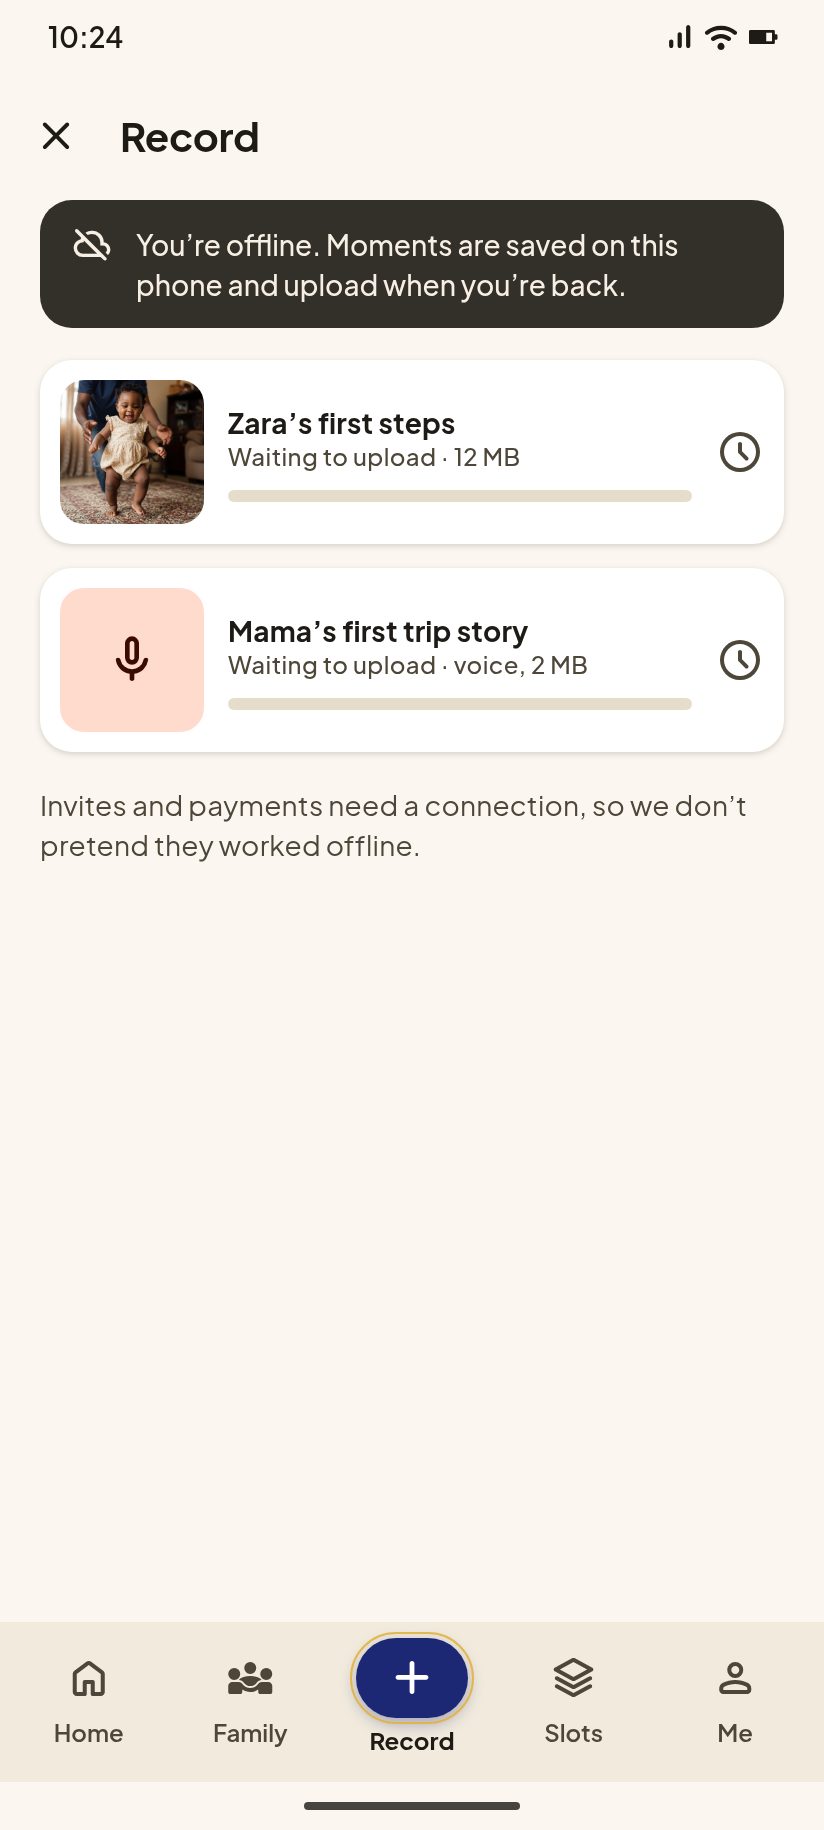 10:24
Record
You’re offline. Moments are saved on this
phone and upload when you’re back.
Zara’s first steps
Waiting to upload · 12 MB
Mama’s first trip story
Waiting to upload · voice, 2 MB
Invites and payments need a connection, so we don’t
pretend they worked offline.
Home
Family
Record
Slots
Me